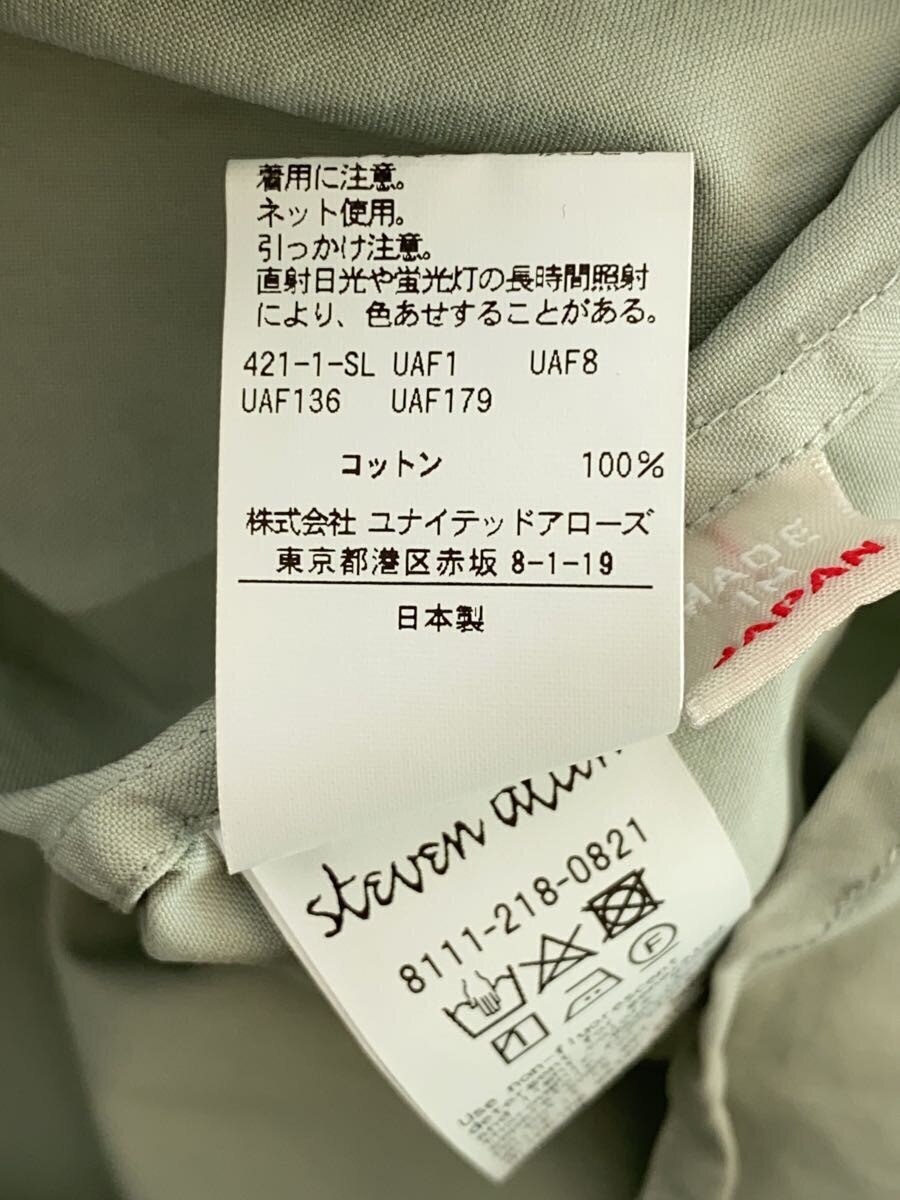 着用に注意。
ネット使用。
引っかけ注意。
直射日光や蛍光灯の長時間照射
により、色あせすることがある。
421-1-SL UAF1 UAF8
UAF136 UAF179
コットン 100%
株式会社 ユナイテッドアローズ
東京都港区赤坂 8-1-19
日本製
MADE
IN
JAPAN
steven
8111-218-0821
F
Use non-fluorescent